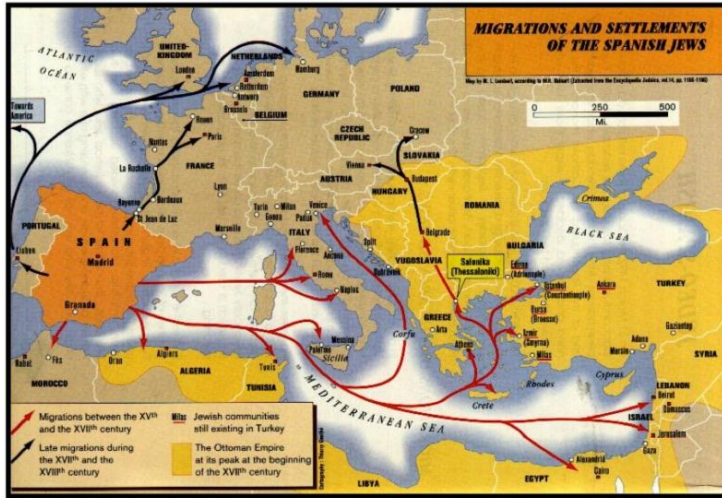 MIGRATIONS AND SETTLEMENTS
OF THE SPANISH JEWS
0 250 500
Mi.
ATLANTIC
OCÉAN
UNITED-
KINGDOM
London
NETHERLANDS
Amsterdam
Rotterdam
Antwerp
Brussels
BELGIUM
Hamburg
GERMANY
POLAND
Towards
America
Rouen
Paris
Nantes
La Rochelle
FRANCE
Bordeaux
Bayonne
St Jean de Luz
Lyon
Marseille
CZECH
REPUBLIC
Cracow
SLOVAKIA
Vienna
AUSTRIA
Budapest
HUNGARY
ROMANIA
Crimea
BLACK SEA
Turin
Milan
Venice
Padua
Genoa
ITALY
Florence
Ancona
Rome
Naples
Split
Dubrovnik
Belgrade
YUGOSLAVIA
BULGARIA
Salonika
(Thessaloniki)
Edirne
(Adrianople)
Istanbul
(Constantinople)
Bursa
(Brousse)
Ankara
TURKEY
Izmir
(Smyrna)
Milas
GREECE
Arta
Athens
Corfu
Gaziantep
Adana
Mersin
SYRIA
PORTUGAL
Lisbon
SPAIN
Madrid
Granada
Rabat
Fès
MOROCCO
Oran
Algiers
ALGERIA
Tunis
TUNISIA
Palermo
Messina
Sicilia
MEDITERRANEAN SEA
Crete
Rhodes
Cyprus
LEBANON
Beirut
Damascus
ISRAEL
Jerusalem
Gaza
Alexandria
Cairo
EGYPT
LIBYA
Migrations between the XVth
and the XVIIth century
Late migrations during
the XVIIth and the
XVIIIth century
Milas
Jewish communities
still existing in Turkey
The Ottoman Empire
at its peak at the beginning
of the XVIIth century